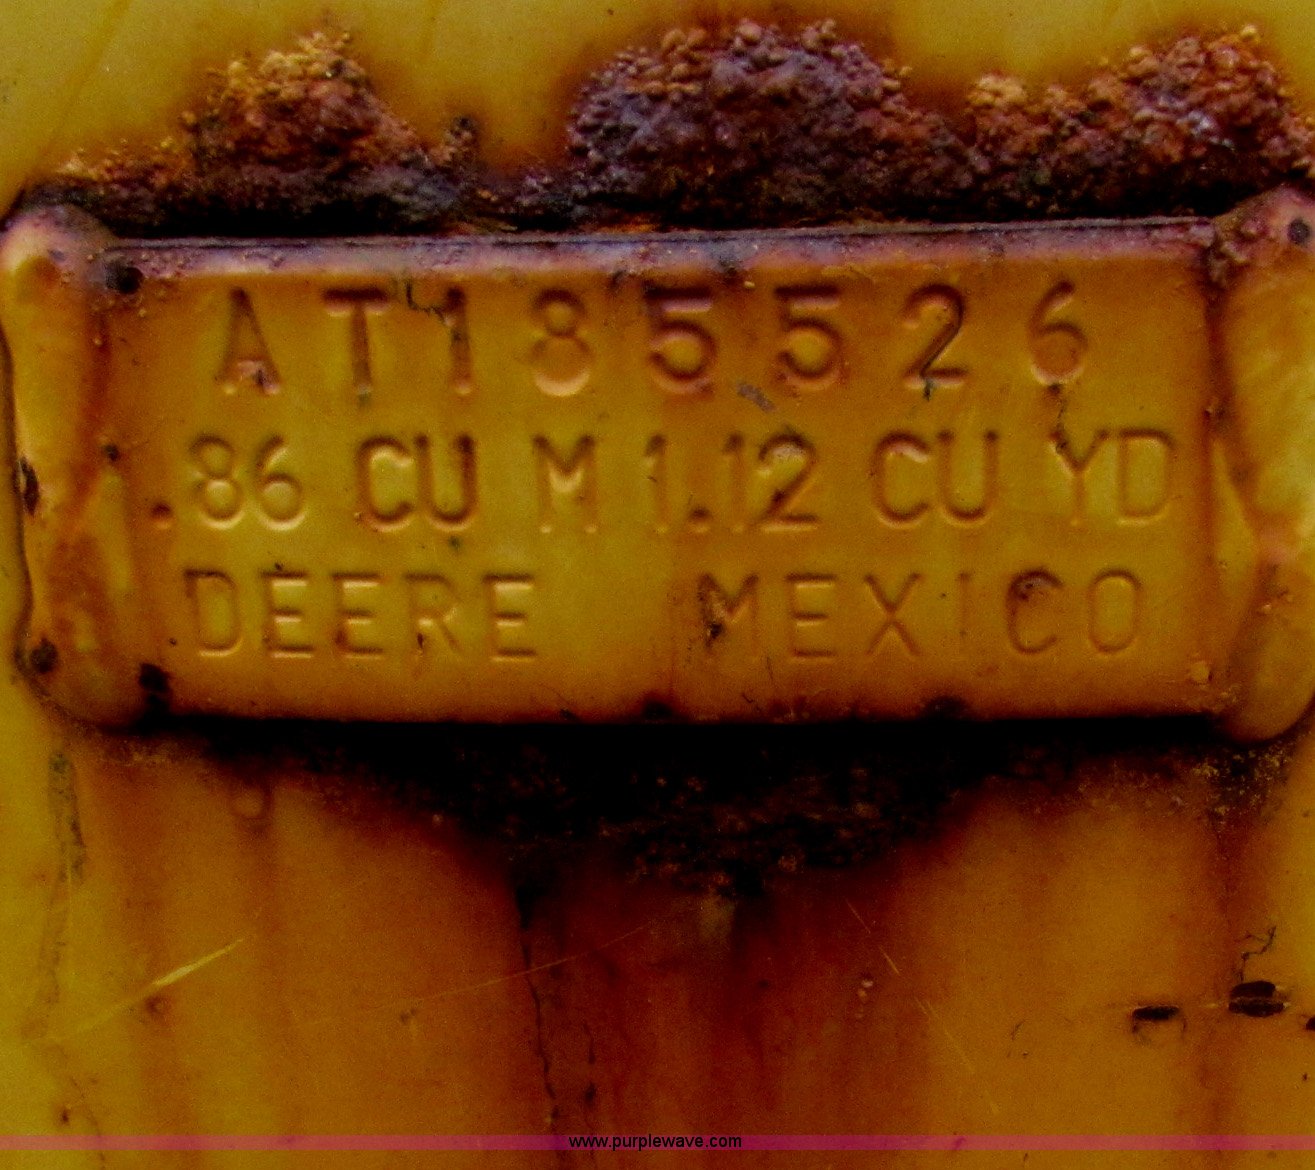 AT185526
.86 CU M 1.12 CU YD
DEERE MEXICO
www.purplewave.com